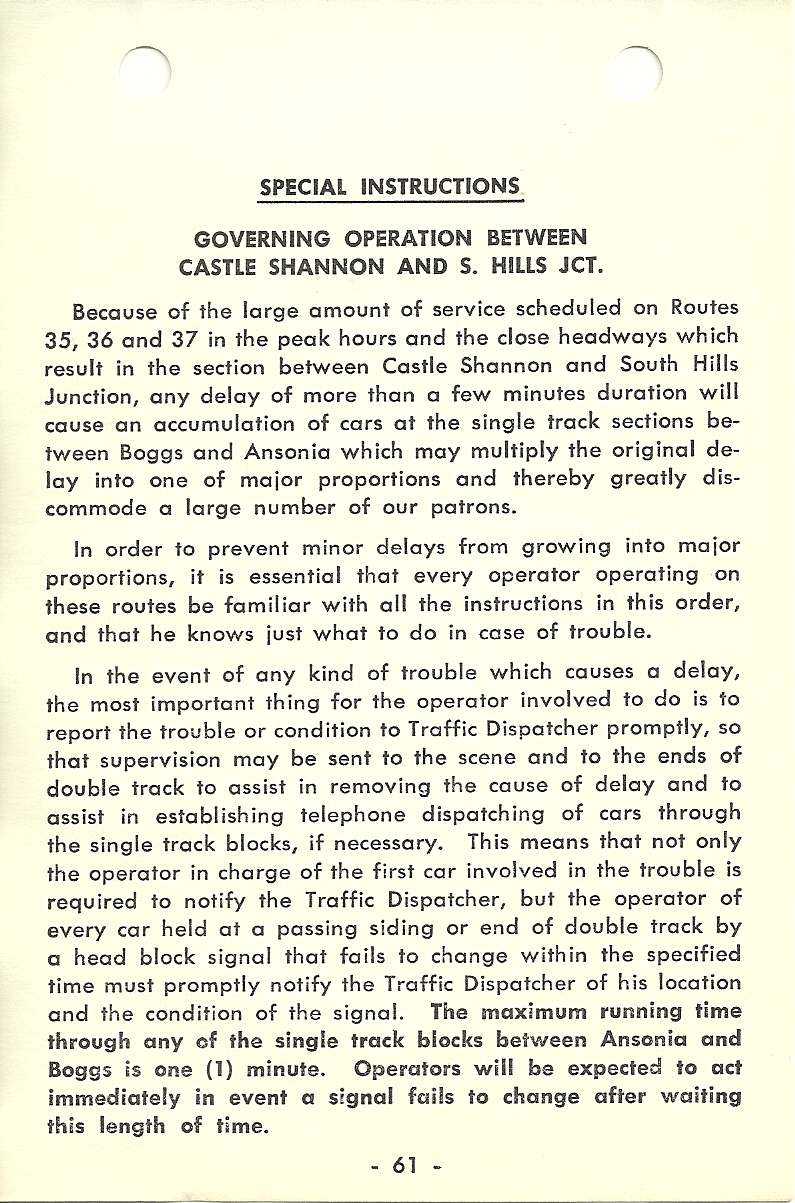 SPECIAL INSTRUCTIONS
GOVERNING OPERATION BETWEEN
CASTLE SHANNON AND S. HILLS JCT.
Because of the large amount of service scheduled on Routes
35, 36 and 37 in the peak hours and the close headways which
result in the section between Castle Shannon and South Hills
Junction, any delay of more than a few minutes duration will
cause an accumulation of cars at the single track sections be-
tween Boggs and Ansonia which may multiply the original de-
lay into one of major proportions and thereby greatly dis-
commode a large number of our patrons.
In order to prevent minor delays from growing into major
proportions, it is essential that every operator operating on
these routes be familiar with all the instructions in this order,
and that he knows just what to do in case of trouble.
In the event of any kind of trouble which causes a delay,
the most important thing for the operator involved to do is to
report the trouble or condition to Traffic Dispatcher promptly, so
that supervision may be sent to the scene and to the ends of
double track to assist in removing the cause of delay and to
assist in establishing telephone dispatching of cars through
the single track blocks, if necessary. This means that not only
the operator in charge of the first car involved in the trouble is
required to notify the Traffic Dispatcher, but the operator of
every car held at a passing siding or end of double track by
a head block signal that fails to change within the specified
time must promptly notify the Traffic Dispatcher of his location
and the condition of the signal. The maximum running time
through any of the single track blocks between Ansonia and
Boggs is one (1) minute. Operators will be expected to act
immediately in event a signal fails to change after waiting
this length of time.
- 61 -